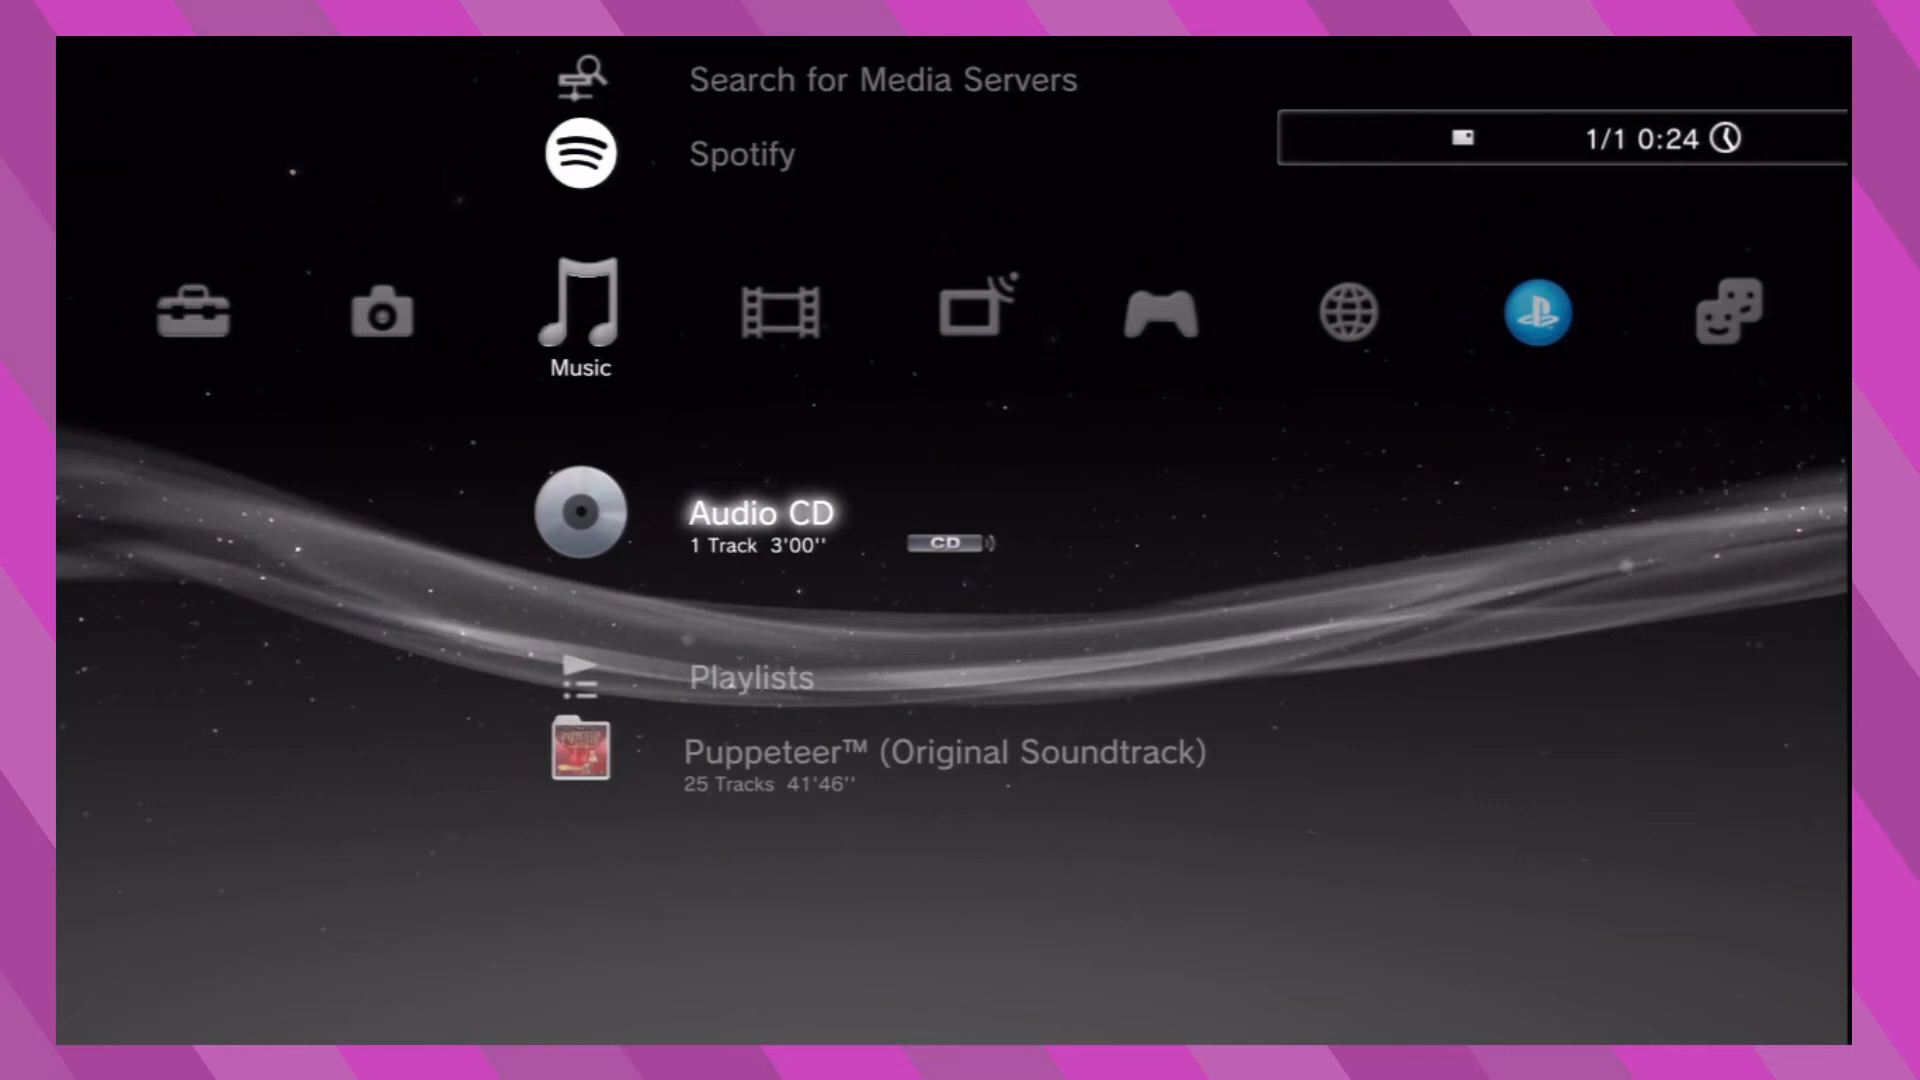 Search for Media Servers
Spotify
1/1 0:24
Music
Audio CD
1 Track 3'00''
CD
Playlists
Puppeteer™ (Original Soundtrack)
25 Tracks 41'46''